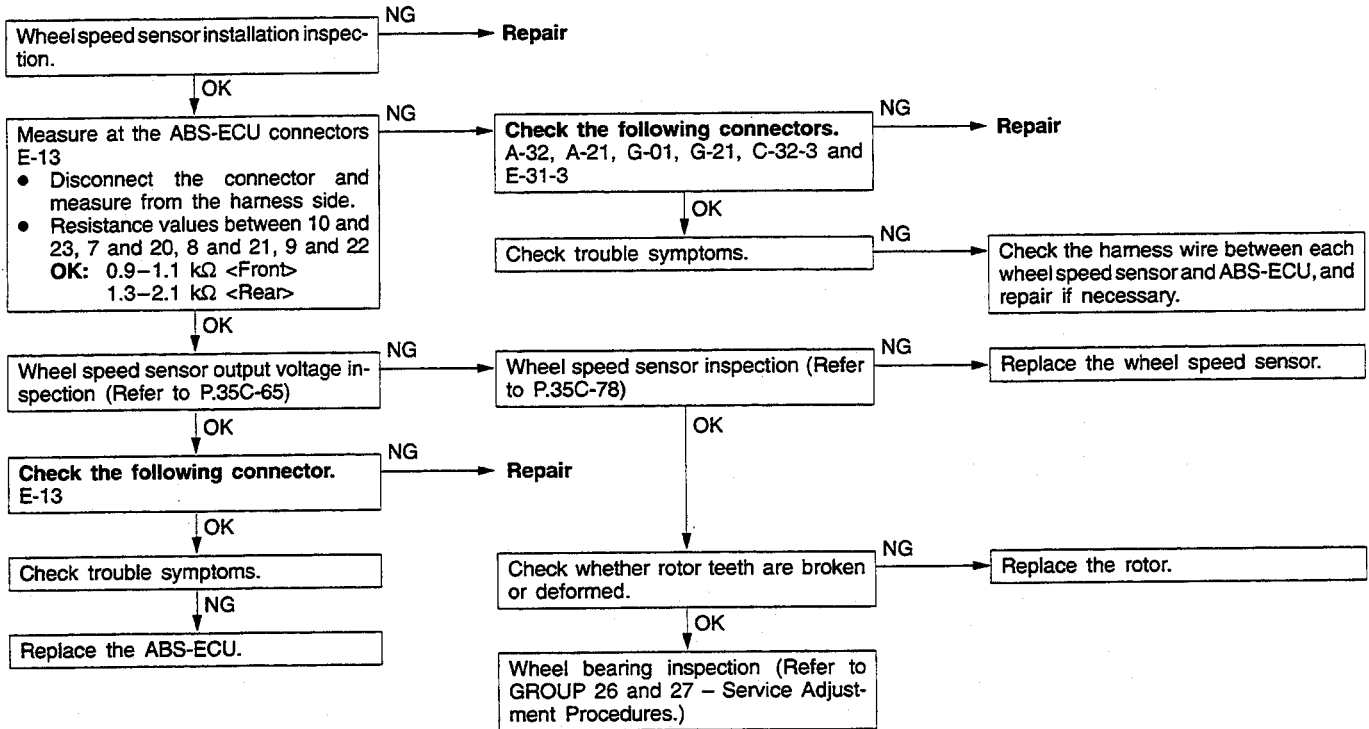 Wheel speed sensor installation inspec-
tion.
NG
Repair
OK
Measure at the ABS-ECU connectors
E-13
● Disconnect the connector and
measure from the harness side.
● Resistance values between 10 and
23, 7 and 20, 8 and 21, 9 and 22
OK: 0.9–1.1 kΩ <Front>
1.3–2.1 kΩ <Rear>
NG
Check the following connectors.
A-32, A-21, G-01, G-21, C-32-3 and
E-31-3
NG
Repair
OK
Check trouble symptoms.
NG
Check the harness wire between each
wheel speed sensor and ABS-ECU, and
repair if necessary.
OK
Wheel speed sensor output voltage in-
spection (Refer to P.35C-65)
NG
Wheel speed sensor inspection (Refer
to P.35C-78)
NG
Replace the wheel speed sensor.
OK
OK
Check the following connector.
E-13
NG
Repair
OK
Check trouble symptoms.
NG
Replace the ABS-ECU.
Check whether rotor teeth are broken
or deformed.
NG
Replace the rotor.
OK
Wheel bearing inspection (Refer to
GROUP 26 and 27 – Service Adjust-
ment Procedures.)